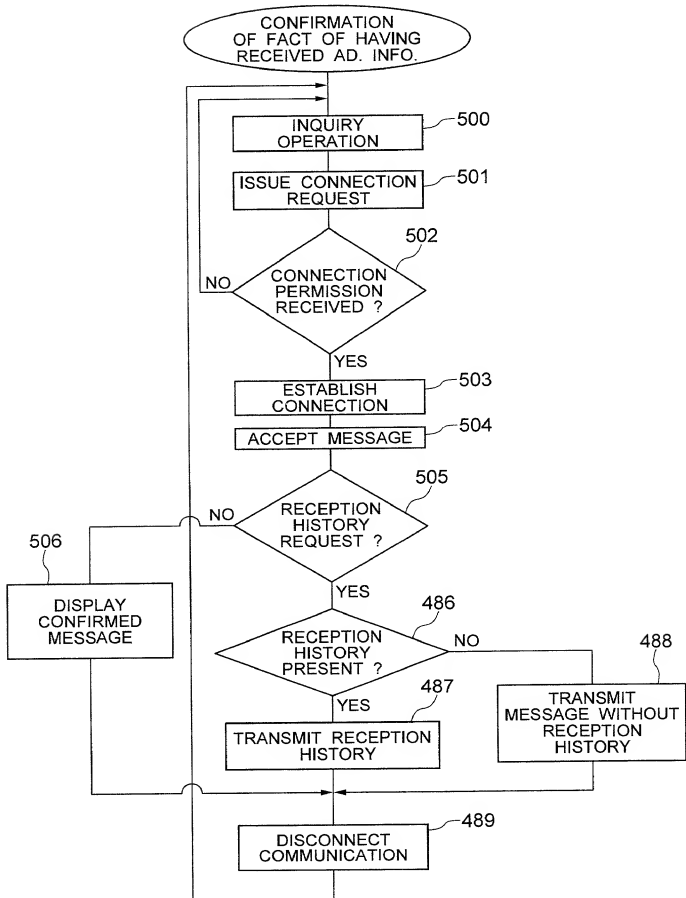 CONFIRMATION
OF FACT OF HAVING
RECEIVED AD. INFO.
INQUIRY
OPERATION
500
ISSUE CONNECTION
REQUEST
501
502
CONNECTION
PERMISSION
RECEIVED ?
NO
YES
ESTABLISH
CONNECTION
503
ACCEPT MESSAGE
504
505
RECEPTION
HISTORY
REQUEST ?
NO
YES
506
DISPLAY
CONFIRMED
MESSAGE
486
RECEPTION
HISTORY
PRESENT ?
NO
YES
487
TRANSMIT RECEPTION
HISTORY
488
TRANSMIT
MESSAGE WITHOUT
RECEPTION
HISTORY
DISCONNECT
COMMUNICATION
489